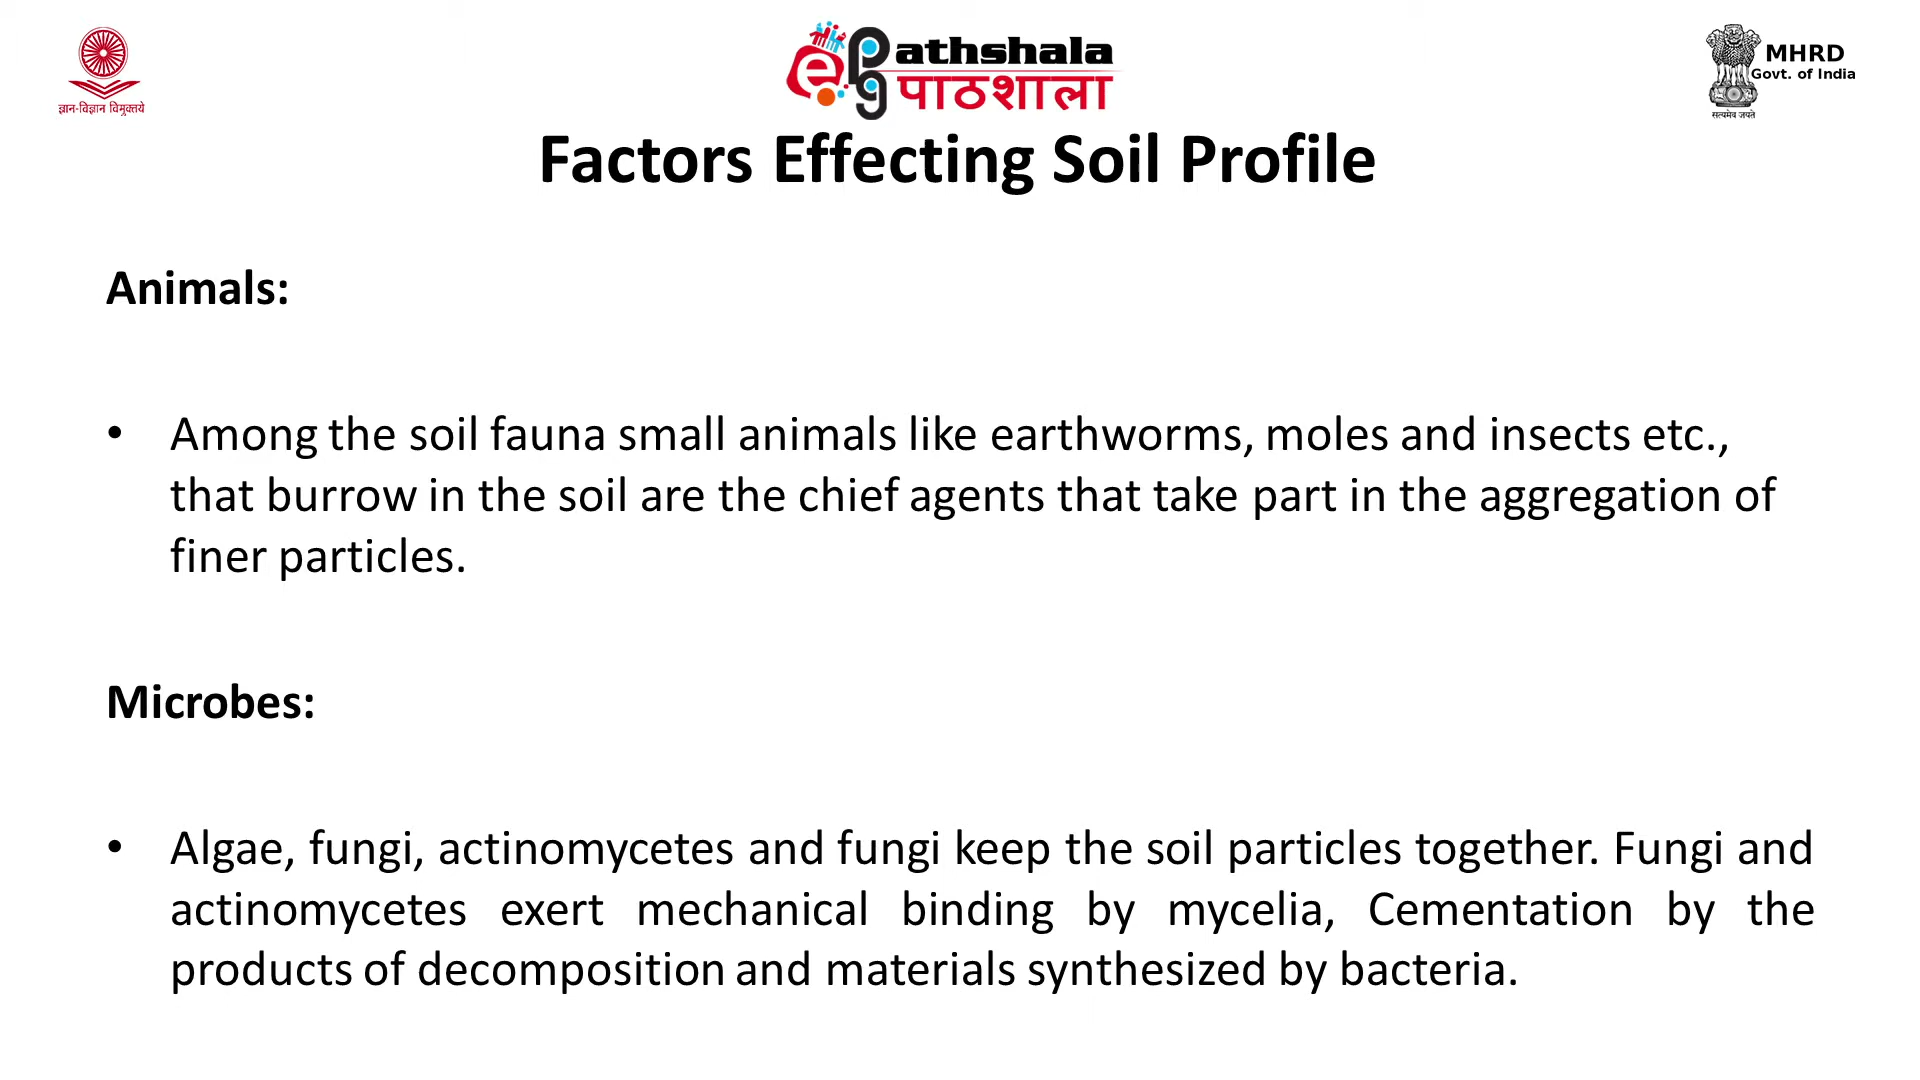 ज्ञान-विज्ञान विमुक्तये
ePG Pathshala
पाठशाला
MHRD
Govt. of India
सत्यमेव जयते
Factors Effecting Soil Profile
Animals:
• Among the soil fauna small animals like earthworms, moles and insects etc.,
that burrow in the soil are the chief agents that take part in the aggregation of
finer particles.
Microbes:
• Algae, fungi, actinomycetes and fungi keep the soil particles together. Fungi and
actinomycetes exert mechanical binding by mycelia, Cementation by the
products of decomposition and materials synthesized by bacteria.